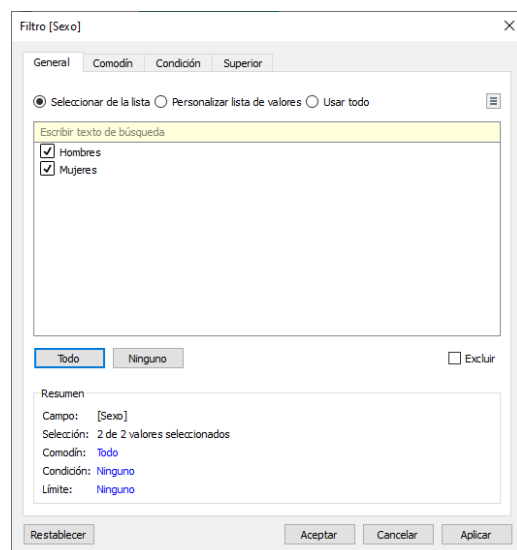 Filtro [Sexo]
General Comodín Condición Superior
Seleccionar de la lista Personalizar lista de valores Usar todo
Escribir texto de búsqueda
Hombres
Mujeres
Todo Ninguno Excluir
Resumen
Campo: [Sexo]
Selección: 2 de 2 valores seleccionados
Comodín: Todo
Condición: Ninguno
Límite: Ninguno
Restablecer Aceptar Cancelar Aplicar